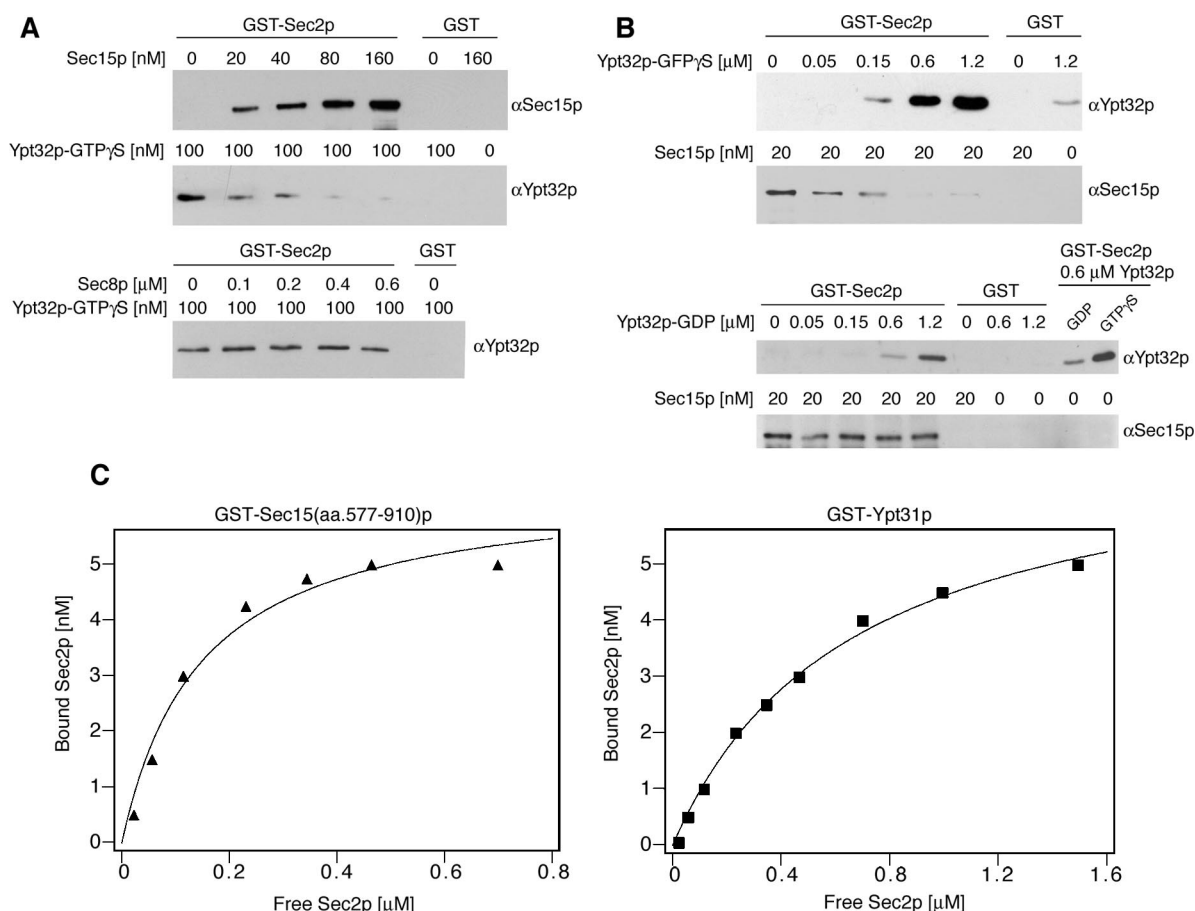 A
GST-Sec2p GST
Sec15p [nM] 0 20 40 80 160 0 160
αSec15p
Ypt32p-GTPγS [nM] 100 100 100 100 100 100 0
αYpt32p
GST-Sec2p GST
Sec8p [μM] 0 0.1 0.2 0.4 0.6 0
Ypt32p-GTPγS [nM] 100 100 100 100 100 100
αYpt32p
B
GST-Sec2p GST
Ypt32p-GFPγS [μM] 0 0.05 0.15 0.6 1.2 0 1.2
αYpt32p
Sec15p [nM] 20 20 20 20 20 20 0
αSec15p
GST-Sec2p
0.6 μM Ypt32p
GST-Sec2p GST GDP GTPγS
Ypt32p-GDP [μM] 0 0.05 0.15 0.6 1.2 0 0.6 1.2
αYpt32p
Sec15p [nM] 20 20 20 20 20 20 0 0 0 0
αSec15p
C
GST-Sec15(aa.577-910)p
Bound Sec2p [nM]
5
4
3
2
1
0
0 0.2 0.4 0.6 0.8
Free Sec2p [μM]
GST-Ypt31p
Bound Sec2p [nM]
5
4
3
2
1
0
0 0.4 0.8 1.2 1.6
Free Sec2p [μM]